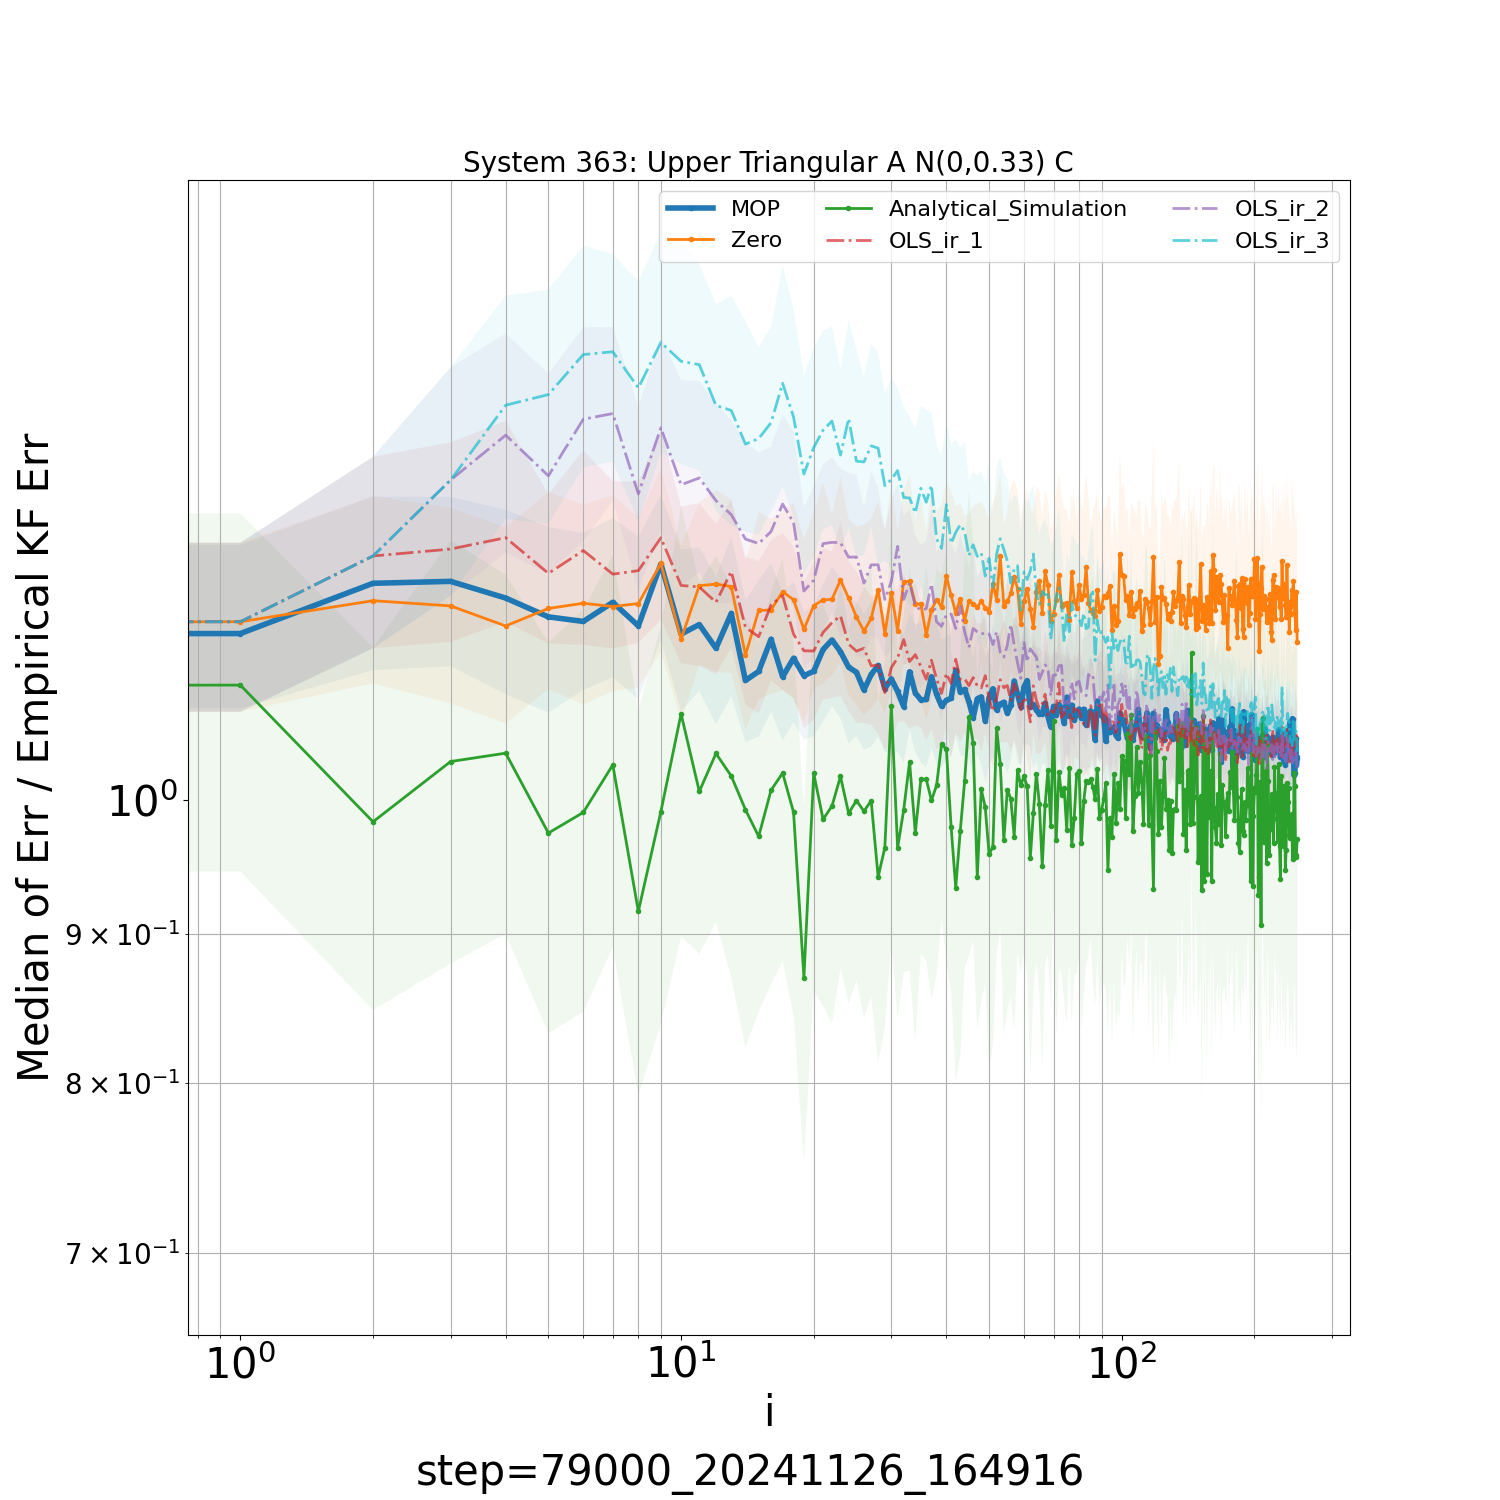 System 363: Upper Triangular A N(0,0.33) C
MOP
Zero
Analytical_Simulation
OLS_ir_1
OLS_ir_2
OLS_ir_3
Median of Err / Empirical KF Err
10⁰
9 × 10⁻¹
8 × 10⁻¹
7 × 10⁻¹
10⁰ 10¹ 10²
i
step=79000_20241126_164916